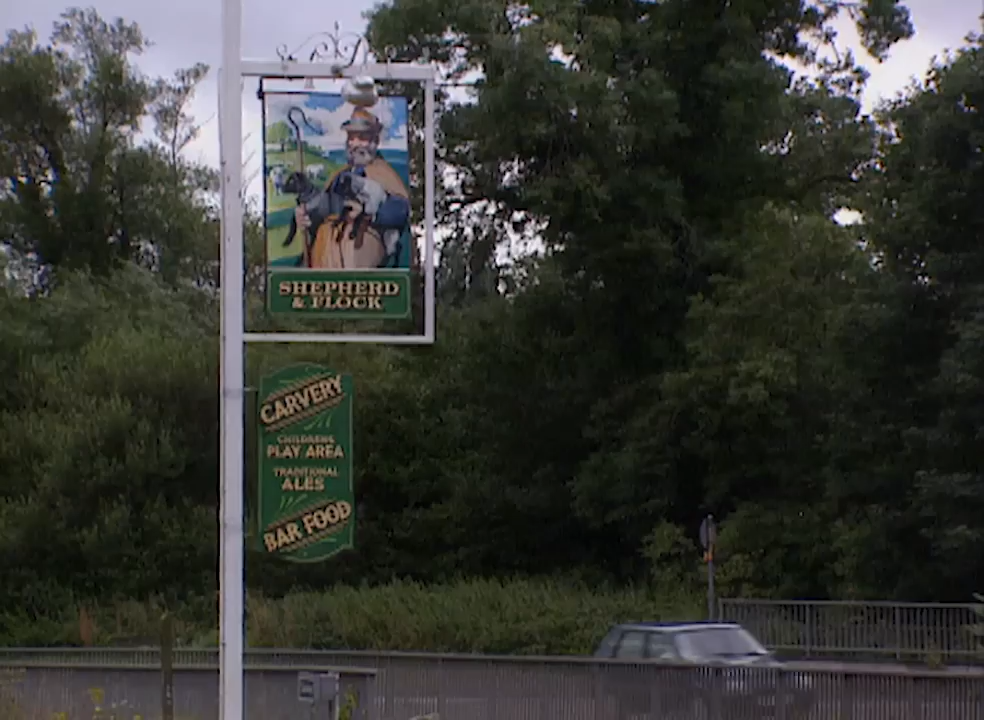 SHEPHERD
& FLOCK
CARVERY
CHILDRENS
PLAY AREA
TRADITIONAL
ALES
BAR FOOD